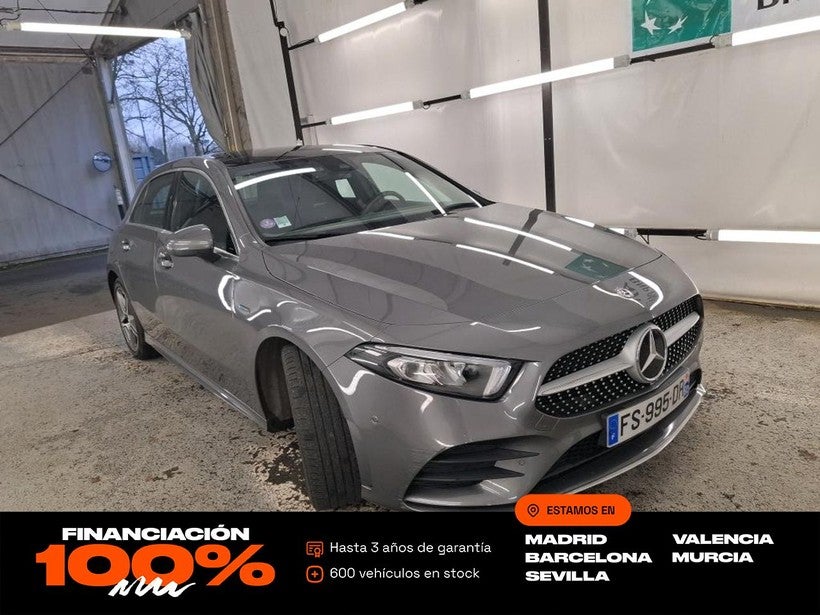 FS-995-DR
FINANCIACIÓN
100%
Hasta 3 años de garantía
600 vehículos en stock
ESTAMOS EN
MADRID
BARCELONA
SEVILLA
VALENCIA
MURCIA